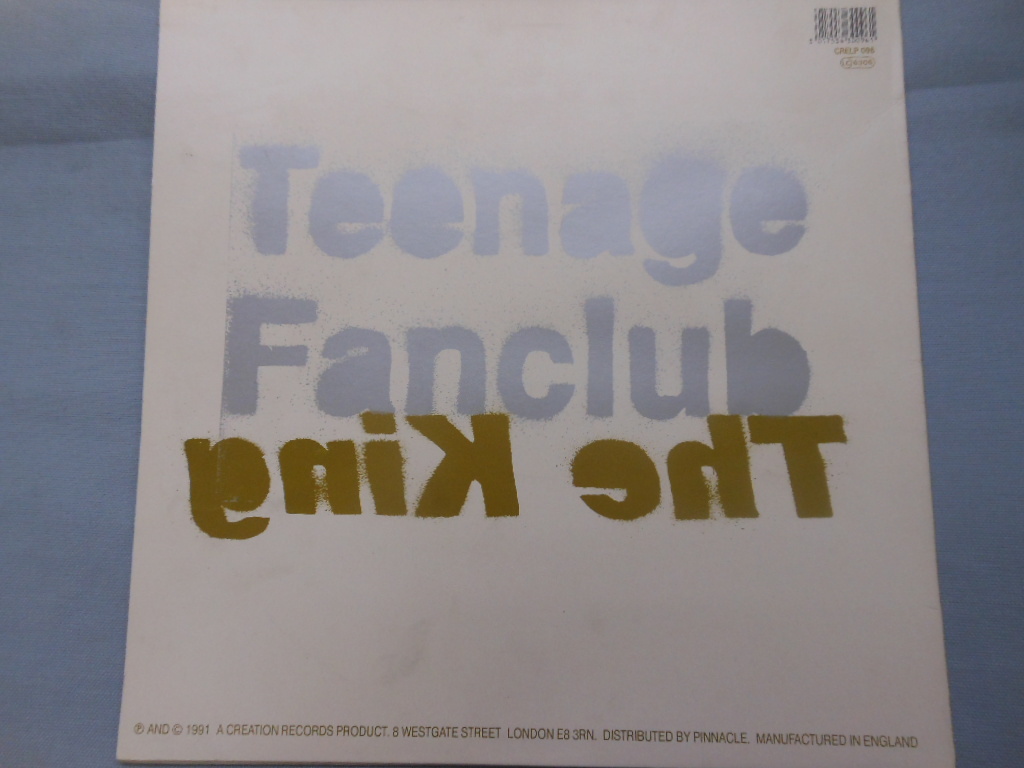 CRELP 096
Teenage
Fanclub
The King
℗ AND © 1991 A CREATION RECORDS PRODUCT. 8 WESTGATE STREET LONDON E8 3RN. DISTRIBUTED BY PINNACLE. MANUFACTURED IN ENGLAND